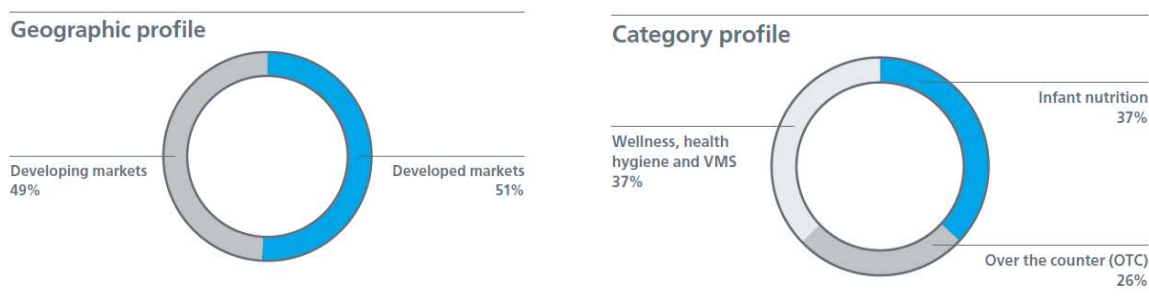 Geographic profile
Developing markets
49%
Developed markets
51%
Category profile
Infant nutrition
37%
Wellness, health
hygiene and VMS
37%
Over the counter (OTC)
26%